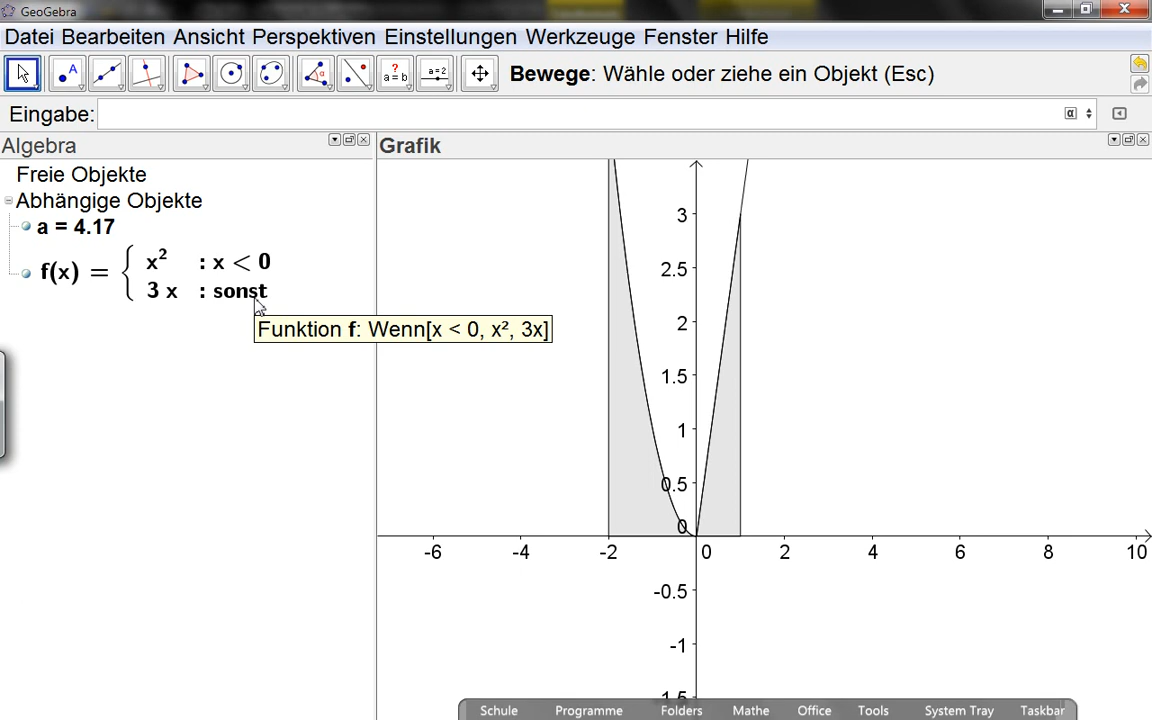 GeoGebra
Datei Bearbeiten Ansicht Perspektiven Einstellungen Werkzeuge Fenster Hilfe
A α ? a=b a=2 Bewege: Wähle oder ziehe ein Objekt (Esc)
Eingabe: α
Algebra
Grafik
Freie Objekte
Abhängige Objekte
a = 4.17
f(x) = { x² : x < 0
3 x : sonst
Funktion f: Wenn[x < 0, x², 3x]
3
2.5
2
1.5
1
0.5
0
-6 -4 -2 0 2 4 6 8 10
-0.5
-1
1.5
Schule Programme Folders Mathe Office Tools System Tray Taskbar